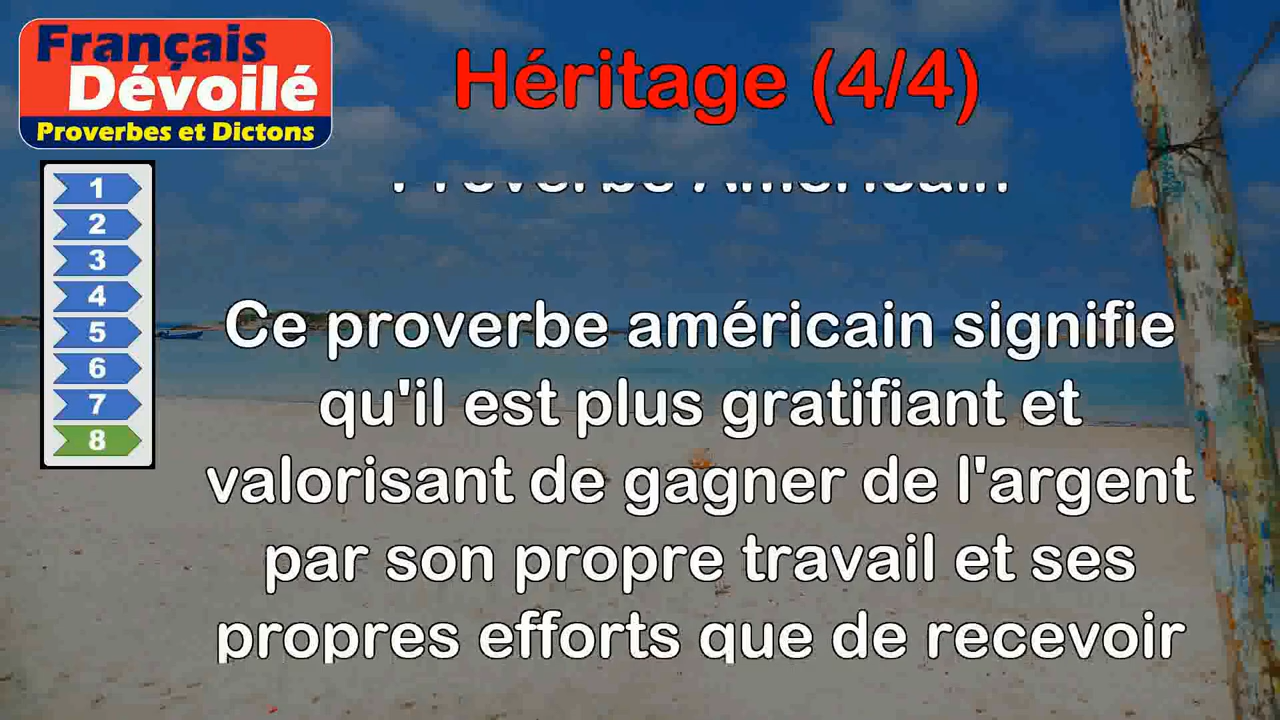 Français
Dévoilé
Proverbes et Dictons
Héritage (4/4)
1
2
3
4
5
6
7
8
Proverbe Américain
Ce proverbe américain signifie
qu'il est plus gratifiant et
valorisant de gagner de l'argent
par son propre travail et ses
propres efforts que de recevoir